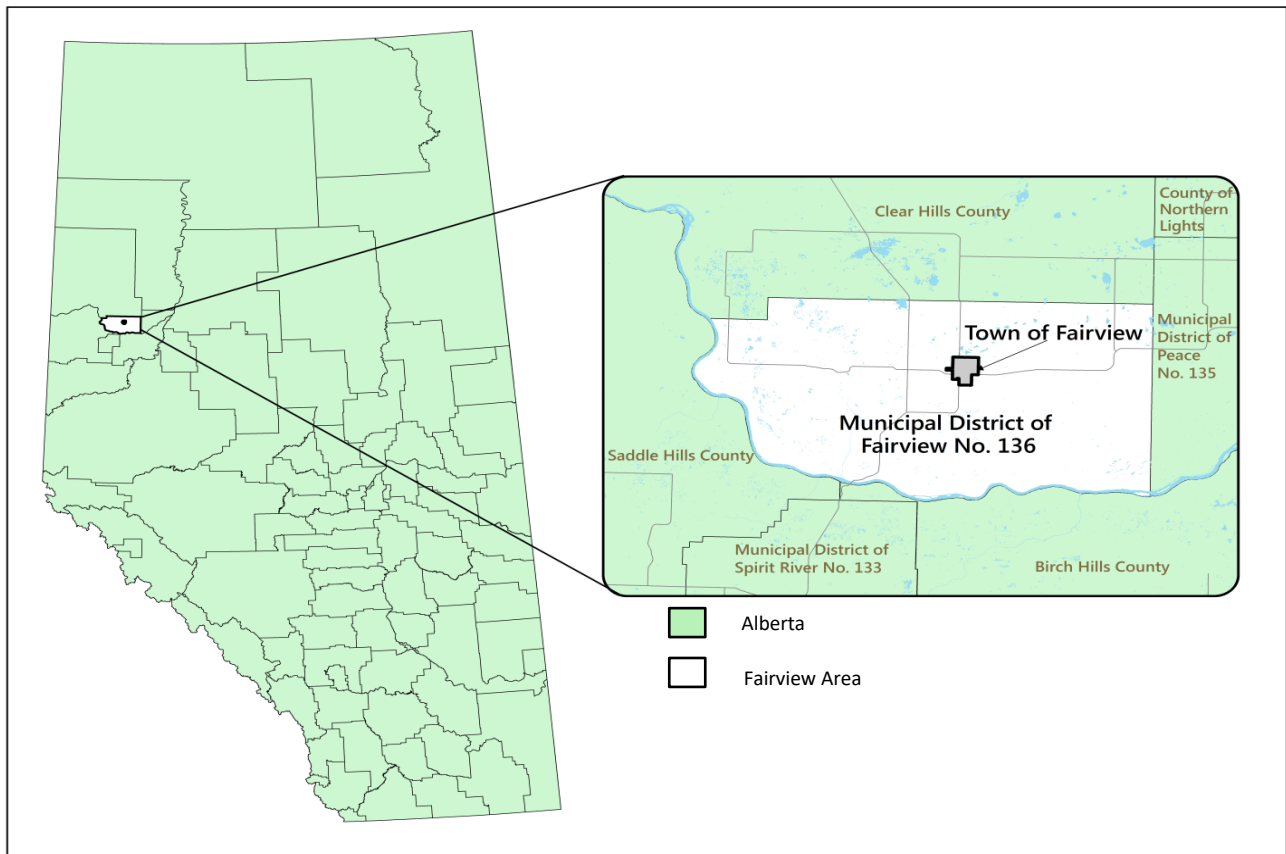 Clear Hills County
County of
Northern
Lights
Town of Fairview
Municipal
District of
Peace
No. 135
Municipal District of
Fairview No. 136
Saddle Hills County
Municipal District of
Spirit River No. 133
Birch Hills County
Alberta
Fairview Area